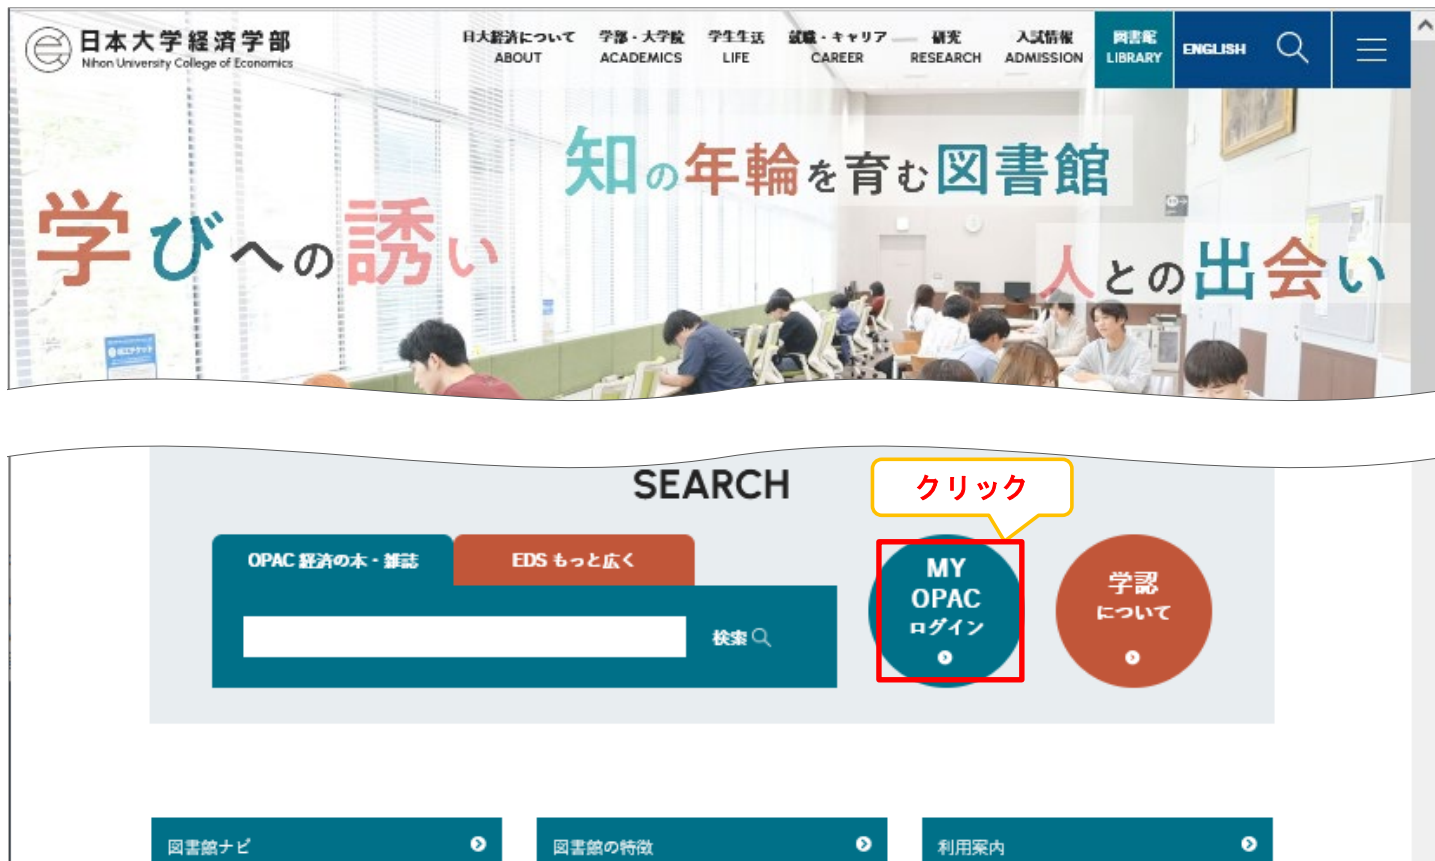 日本大学経済学部
Nihon University College of Economics
日大経済について
ABOUT
学部・大学院
ACADEMICS
学生生活
LIFE
就職・キャリア
CAREER
研究
RESEARCH
入試情報
ADMISSION
図書館
LIBRARY
ENGLISH
知の年輪を育む図書館
学びへの誘い
人との出会い
SEARCH
クリック
OPAC 経済の本・雑誌
EDS もっと広く
検索
MY
OPAC
ログイン
学認
について
図書館ナビ
図書館の特徴
利用案内